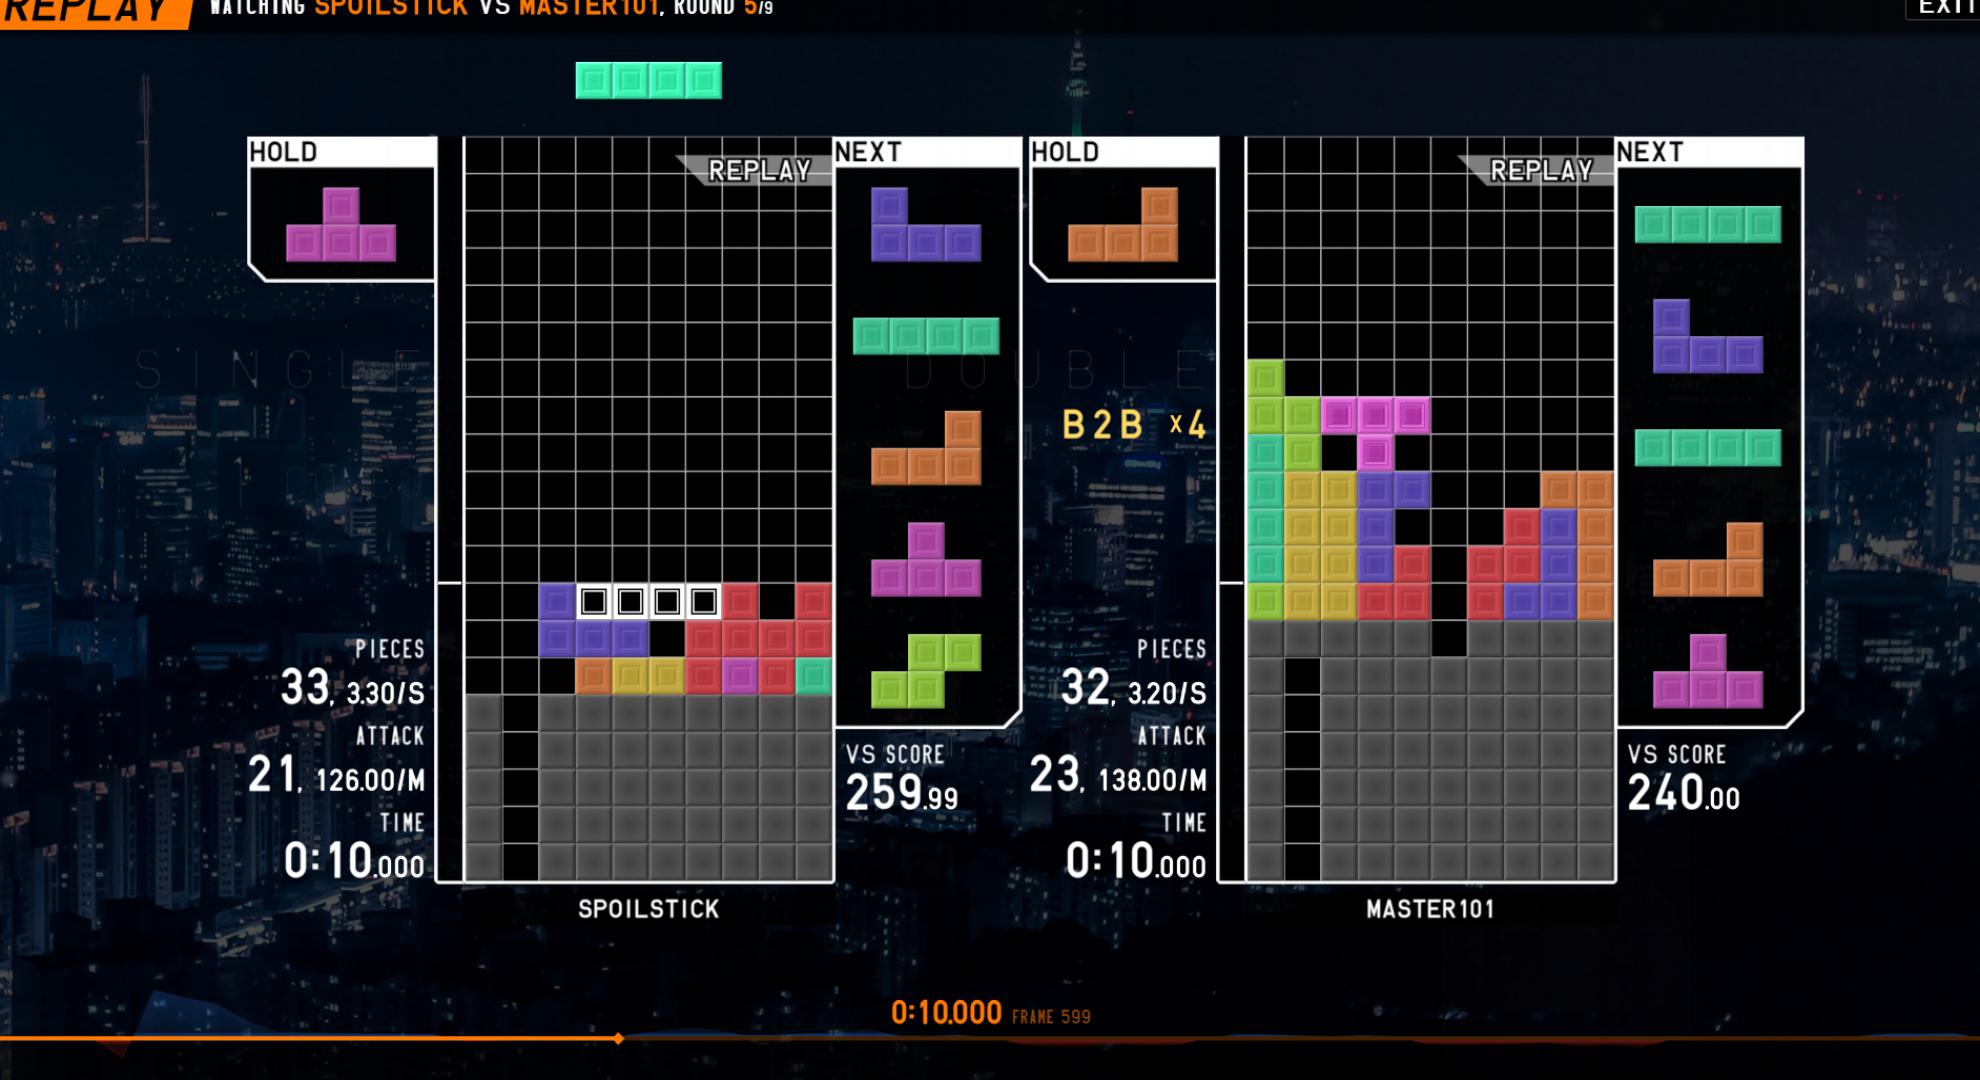 REPLAY WATCHING SPOILSTICK VS MASTER101, ROUND 5/9 EXIT
HOLD
REPLAY
NEXT
HOLD
REPLAY
NEXT
SINGLE
DOUBLE
B2B x4
PIECES
33, 3.30/S
ATTACK
21, 126.00/M
TIME
0:10.000
VS SCORE
259.99
PIECES
32, 3.20/S
ATTACK
23, 138.00/M
TIME
0:10.000
VS SCORE
240.00
SPOILSTICK
MASTER101
0:10.000 FRAME 599